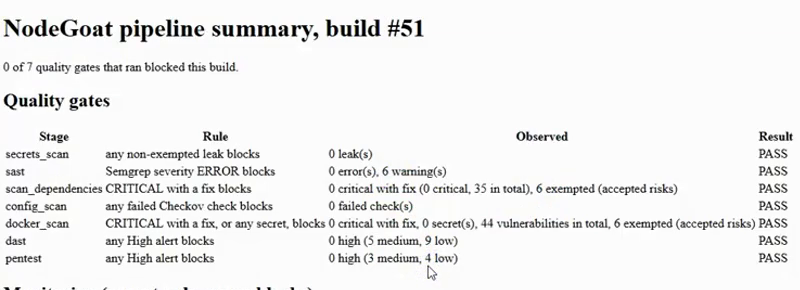 NodeGoat pipeline summary, build #51
0 of 7 quality gates that ran blocked this build.
Quality gates
Stage Rule Observed Result
secrets_scan any non-exempted leak blocks 0 leak(s) PASS
sast Semgrep severity ERROR blocks 0 error(s), 6 warning(s) PASS
scan_dependencies CRITICAL with a fix blocks 0 critical with fix (0 critical, 35 in total), 6 exempted (accepted risks) PASS
config_scan any failed Checkov check blocks 0 failed check(s) PASS
docker_scan CRITICAL with a fix, or any secret, blocks 0 critical with fix, 0 secret(s), 44 vulnerabilities in total, 6 exempted (accepted risks) PASS
dast any High alert blocks 0 high (5 medium, 9 low) PASS
pentest any High alert blocks 0 high (3 medium, 4 low) PASS